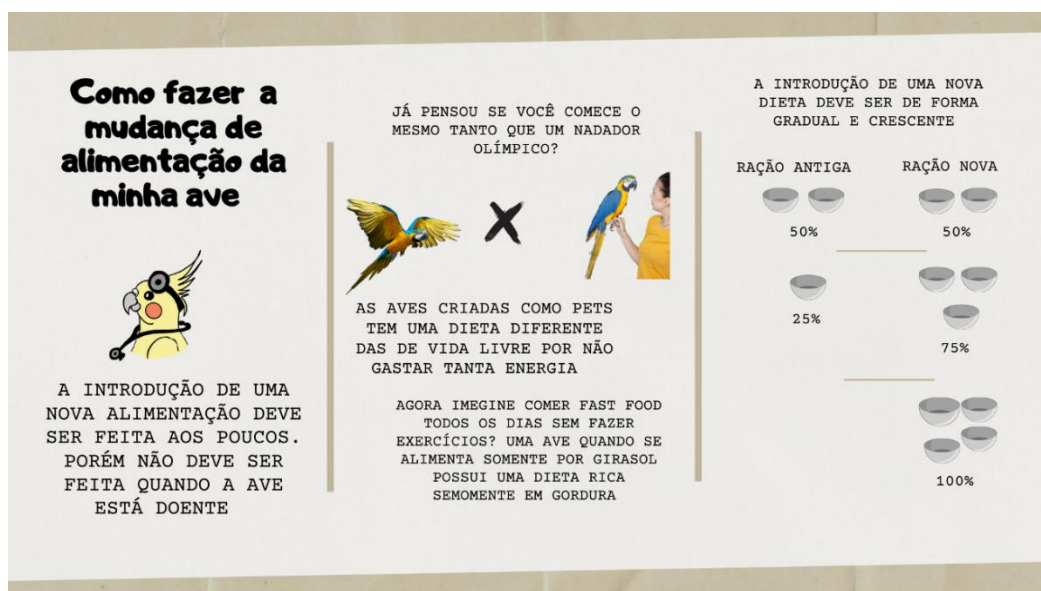 Como fazer a
mudança de
alimentação da
minha ave
A INTRODUÇÃO DE UMA
NOVA ALIMENTAÇÃO DEVE
SER FEITA AOS POUCOS.
PORÉM NÃO DEVE SER
FEITA QUANDO A AVE
ESTÁ DOENTE
JÁ PENSOU SE VOCÊ COMECE O
MESMO TANTO QUE UM NADADOR
OLÍMPICO?
X
AS AVES CRIADAS COMO PETS
TEM UMA DIETA DIFERENTE
DAS DE VIDA LIVRE POR NÃO
GASTAR TANTA ENERGIA
AGORA IMEGINE COMER FAST FOOD
TODOS OS DIAS SEM FAZER
EXERCÍCIOS? UMA AVE QUANDO SE
ALIMENTA SOMENTE POR GIRASOL
POSSUI UMA DIETA RICA
SEMOMENTE EM GORDURA
A INTRODUÇÃO DE UMA NOVA
DIETA DEVE SER DE FORMA
GRADUAL E CRESCENTE
RAÇÃO ANTIGA RAÇÃO NOVA
50% 50%
25%
75%
100%